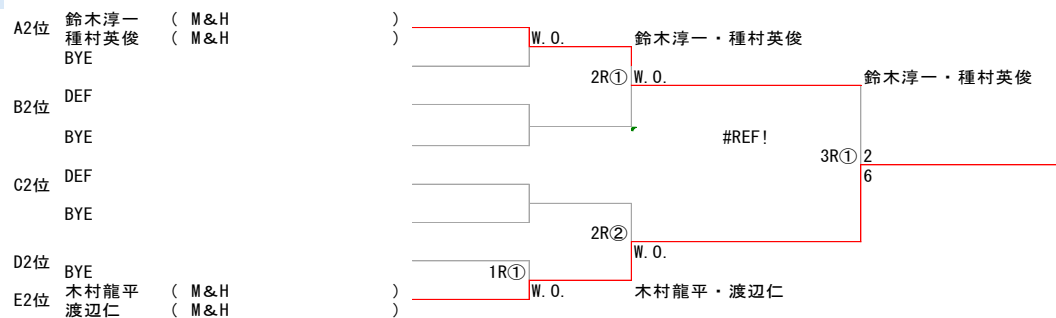 A2位 鈴木淳一 ( M&H )
種村英俊 ( M&H )
W.O. 鈴木淳一・種村英俊
BYE
2R① W.O. 鈴木淳一・種村英俊
B2位 DEF
BYE
#REF!
3R① 2
6
C2位 DEF
BYE
2R②
W.O.
D2位 BYE
1R①
E2位 木村龍平 ( M&H )
渡辺仁 ( M&H )
W.O. 木村龍平・渡辺仁